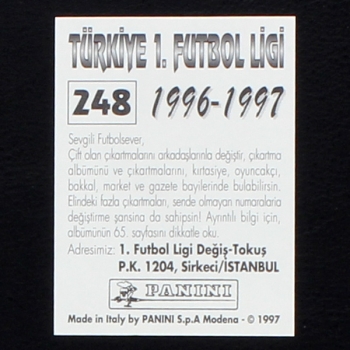 TÜRKİYE 1. FUTBOL LİGİ
248 1996-1997
Sevgili Futbolsever,
Çift olan çıkartmalarını arkadaşlarınla değiştir, çıkartma
albümünü ve çıkartmalarını, kırtasiye, oyuncakçı,
bakkal, market ve gazete bayilerinde bulabilirsin.
Elindeki fazla çıkartmaları, sende olmayan numaralarla
değiştirme şansına da sahipsin! Ayrıntılı bilgi için,
albümünün 65. sayfasını dikkatle oku.
Adresimiz: 1. Futbol Ligi Değiş-Tokuş
P.K. 1204, Sirkeci/İSTANBUL
PANINI
Made in Italy by PANINI S.p.A Modena - © 1997